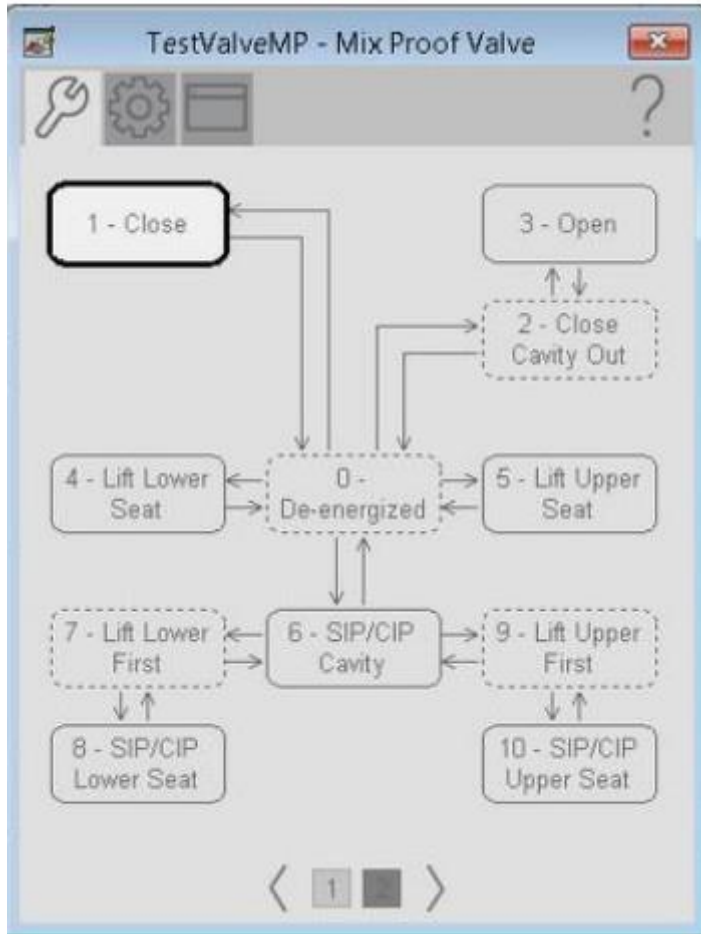 TestValveMP - Mix Proof Valve
?
1 - Close
3 - Open
2 - Close
Cavity Out
4 - Lift Lower
Seat
0 -
De-energized
5 - Lift Upper
Seat
7 - Lift Lower
First
6 - SIP/CIP
Cavity
9 - Lift Upper
First
8 - SIP/CIP
Lower Seat
10 - SIP/CIP
Upper Seat
1
2